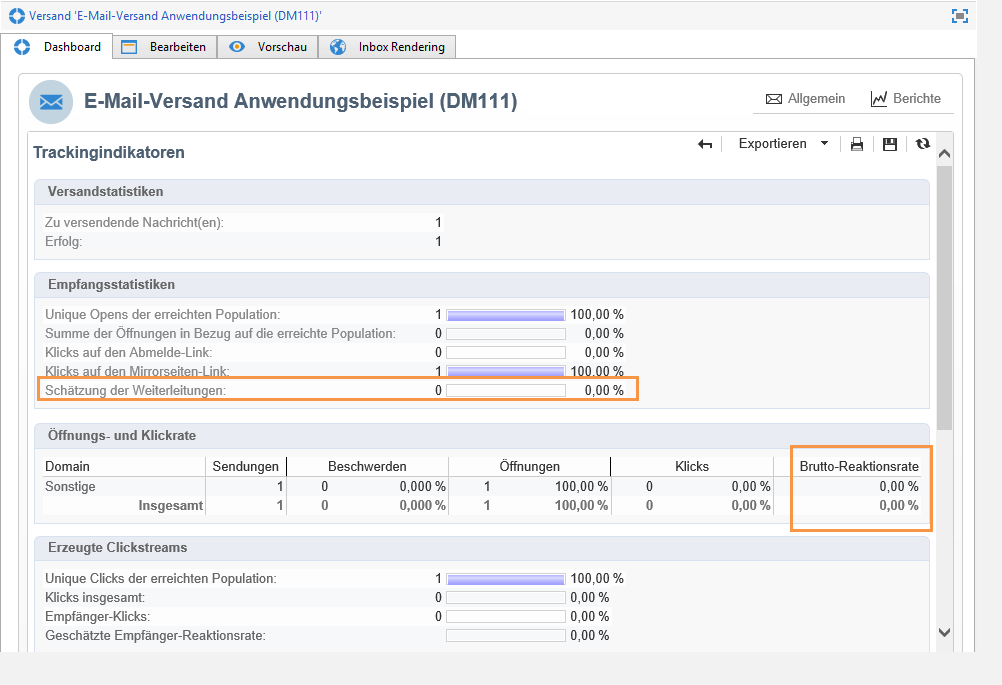 Versand 'E-Mail-Versand Anwendungsbeispiel (DM111)'
Dashboard Bearbeiten Vorschau Inbox Rendering
E-Mail-Versand Anwendungsbeispiel (DM111) Allgemein Berichte
Exportieren
Trackingindikatoren
Versandstatistiken
Zu versendende Nachricht(en): 1
Erfolg: 1
Empfangsstatistiken
Unique Opens der erreichten Population: 1 100,00 %
Summe der Öffnungen in Bezug auf die erreichte Population: 0 0,00 %
Klicks auf den Abmelde-Link: 0 0,00 %
Klicks auf den Mirrorseiten-Link: 1 100,00 %
Schätzung der Weiterleitungen: 0 0,00 %
Öffnungs- und Klickrate
Domain Sendungen Beschwerden Öffnungen Klicks Brutto-Reaktionsrate
Sonstige 1 0 0,000 % 1 100,00 % 0 0,00 % 0,00 %
Insgesamt 1 0 0,000 % 1 100,00 % 0 0,00 % 0,00 %
Erzeugte Clickstreams
Unique Clicks der erreichten Population: 1 100,00 %
Klicks insgesamt: 0 0,00 %
Empfänger-Klicks: 0 0,00 %
Geschätzte Empfänger-Reaktionsrate: 0,00 %